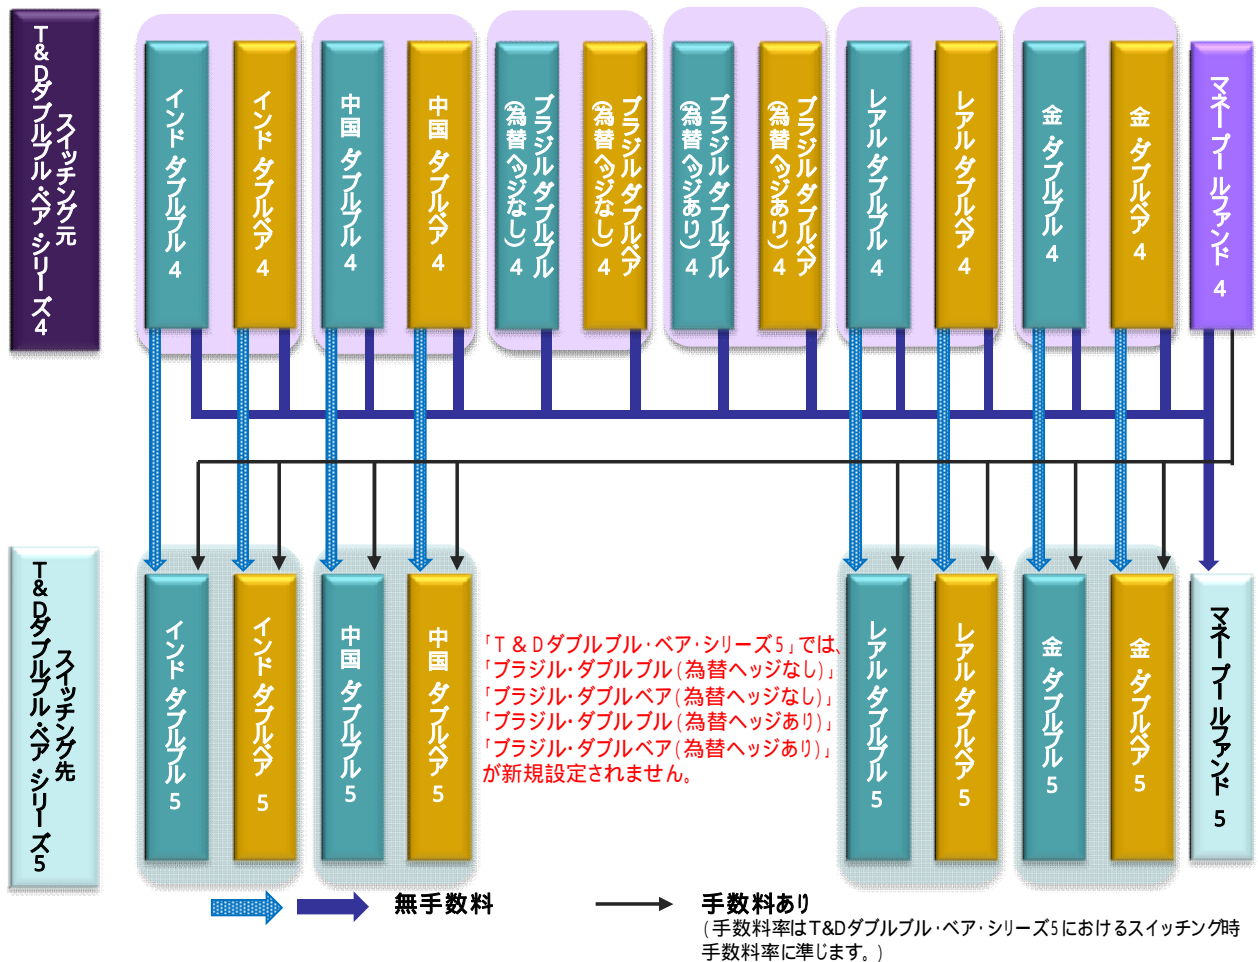 スイッチング元
T&Dダブルブル・ベア・シリーズ4
インド・ダブルブル 4
インド・ダブルベア 4
中国・ダブルブル 4
中国・ダブルベア 4
ブラジル・ダブルブル
(為替ヘッジなし) 4
ブラジル・ダブルベア
(為替ヘッジなし) 4
ブラジル・ダブルブル
(為替ヘッジあり) 4
ブラジル・ダブルベア
(為替ヘッジあり) 4
レアル・ダブルブル 4
レアル・ダブルベア 4
金・ダブルブル 4
金・ダブルベア 4
マネープールファンド 4
スイッチング先
T&Dダブルブル・ベア・シリーズ5
インド・ダブルブル 5
インド・ダブルベア 5
中国・ダブルブル 5
中国・ダブルベア 5
「T&Dダブルブル・ベア・シリーズ5」では、
「ブラジル・ダブルブル(為替ヘッジなし)」
「ブラジル・ダブルベア(為替ヘッジなし)」
「ブラジル・ダブルブル(為替ヘッジあり)」
「ブラジル・ダブルベア(為替ヘッジあり)」
が新規設定されません。
レアル・ダブルブル 5
レアル・ダブルベア 5
金・ダブルブル 5
金・ダブルベア 5
マネープールファンド 5
無手数料
手数料あり
(手数料率はT&Dダブルブル・ベア・シリーズ5におけるスイッチング時
手数料率に準じます。)